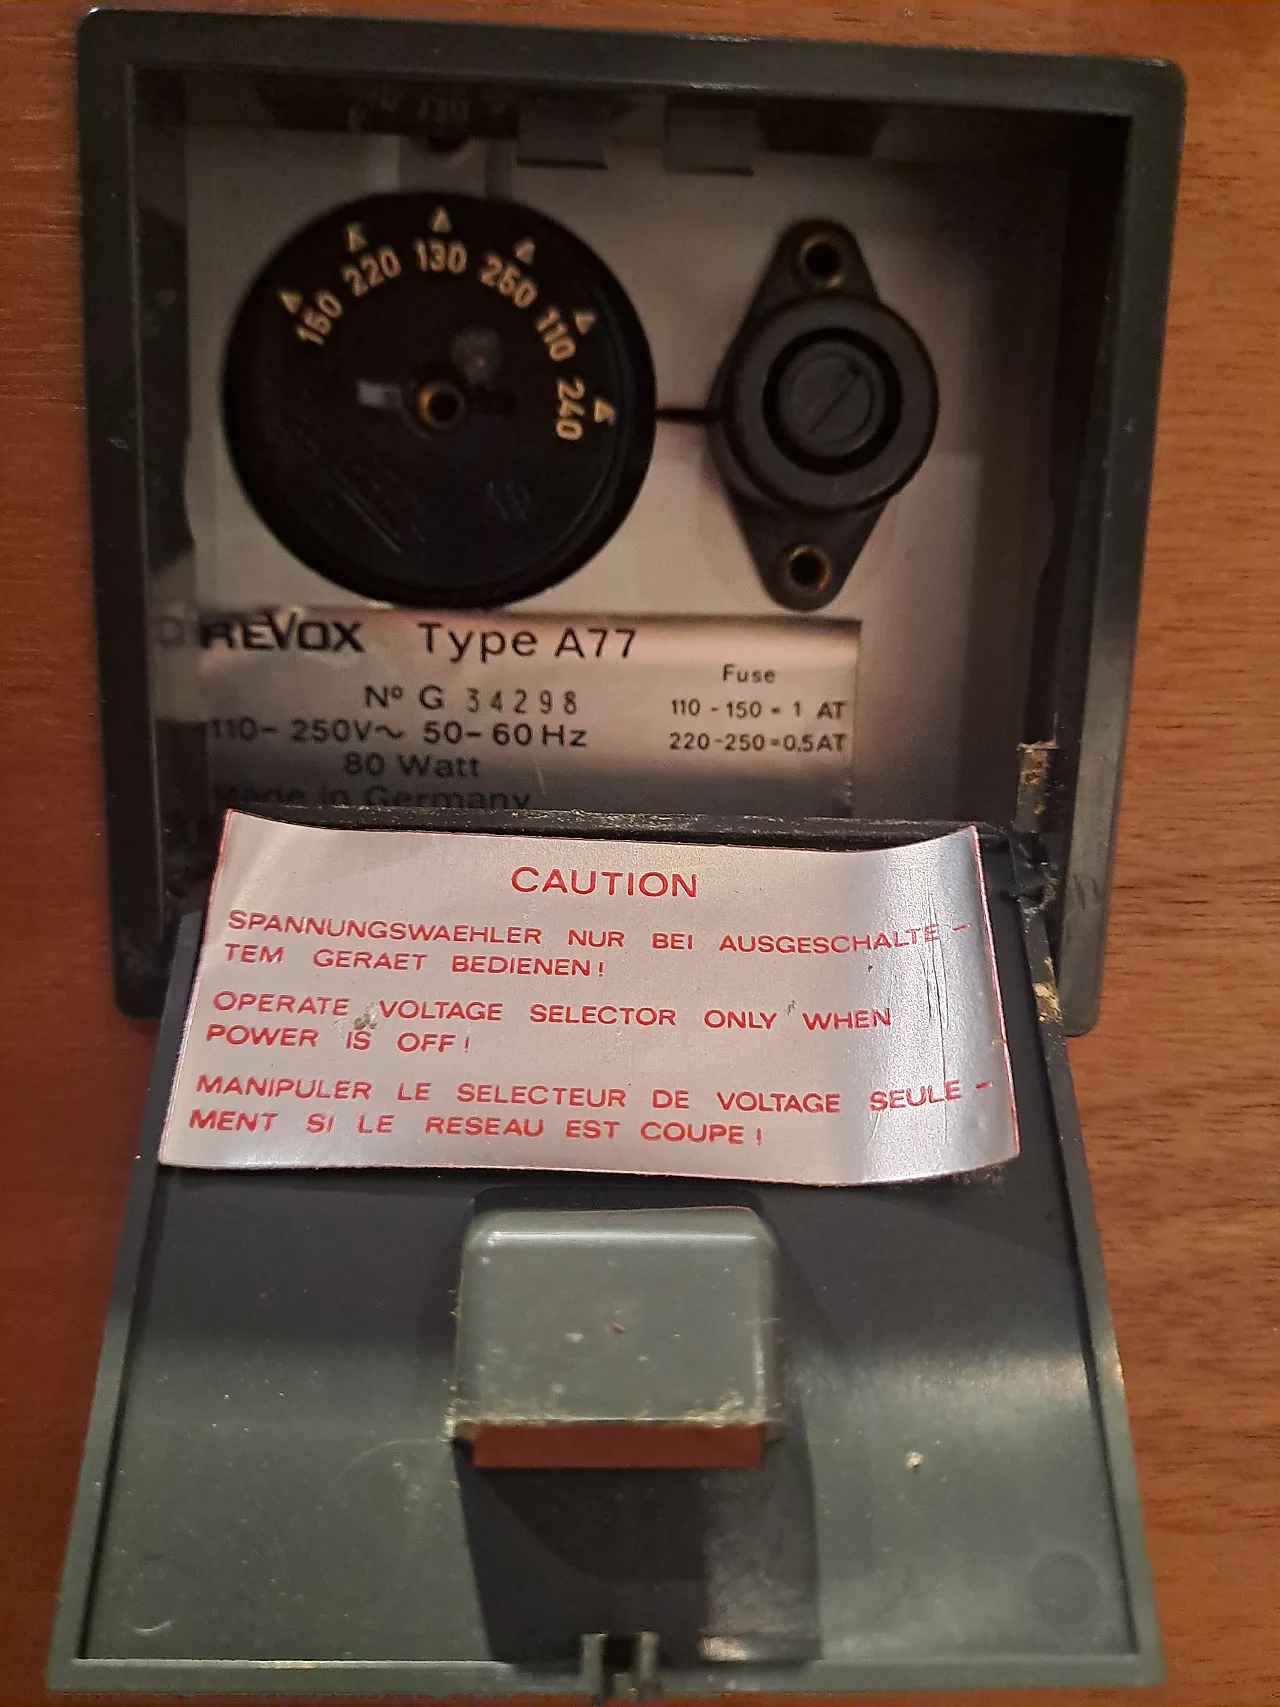 150 220 130 250 110 240
REVOX Type A77
Nº G 34298
110- 250V~ 50-60 Hz
80 Watt
Made in Germany
Fuse
110 - 150 = 1 AT
220-250=0,5AT
CAUTION
SPANNUNGSWAEHLER NUR BEI AUSGESCHALTE-
TEM GERAET BEDIENEN!
OPERATE VOLTAGE SELECTOR ONLY WHEN
POWER IS OFF!
MANIPULER LE SELECTEUR DE VOLTAGE SEULE-
MENT SI LE RESEAU EST COUPE!